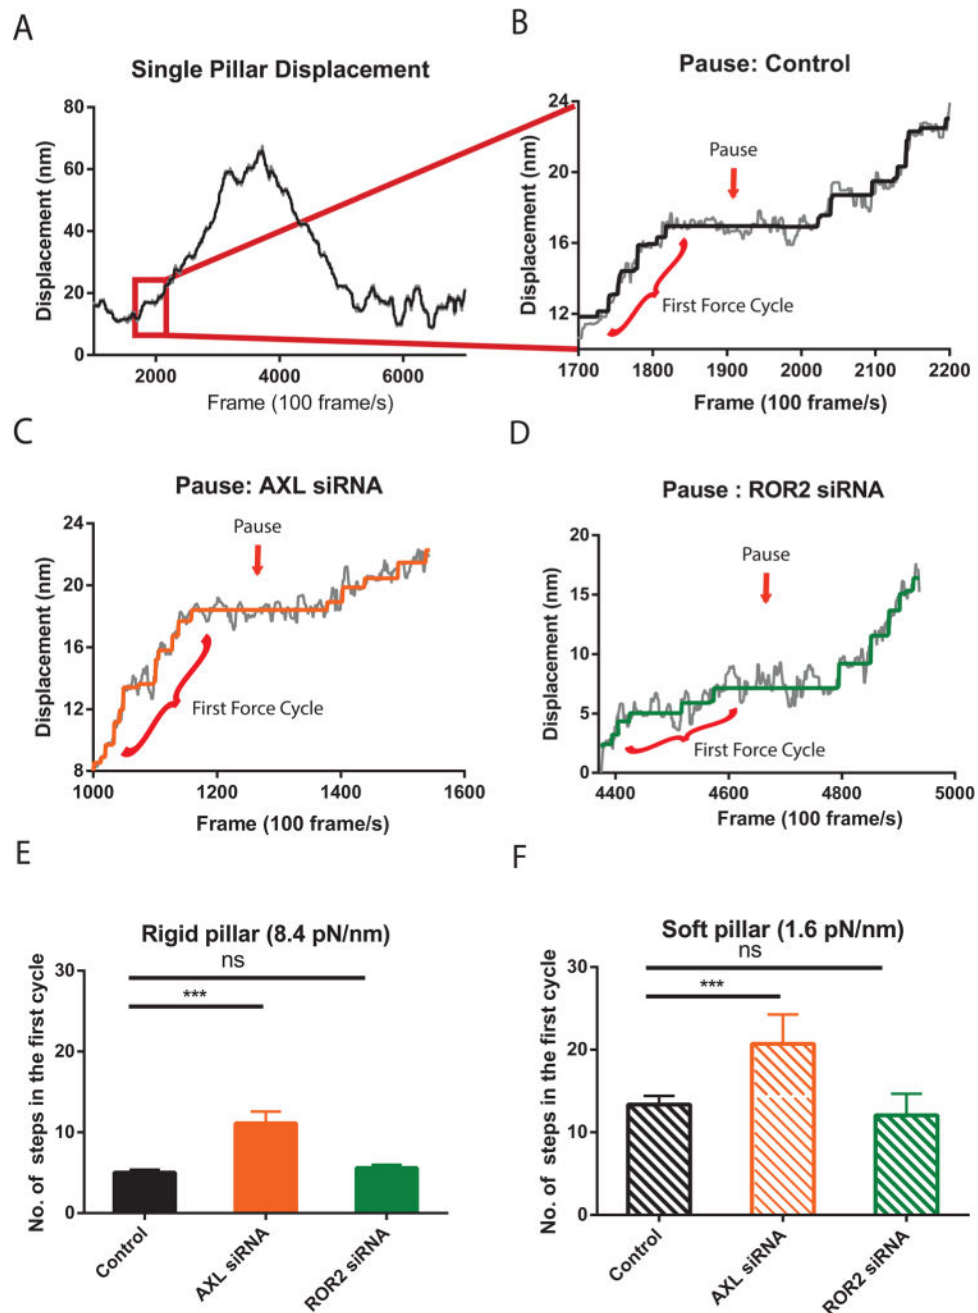 A
Single Pillar Displacement
Displacement (nm)
80
60
40
20
0
2000
4000
6000
Frame (100 frame/s)
B
Pause: Control
Displacement (nm)
24
20
16
12
Pause
First Force Cycle
1700
1800
1900
2000
2100
2200
Frame (100 frame/s)
C
Pause: AXL siRNA
Displacement (nm)
24
20
16
12
8
Pause
First Force Cycle
1000
1200
1400
1600
Frame (100 frame/s)
D
Pause : ROR2 siRNA
Displacement (nm)
20
15
10
5
0
Pause
First Force Cycle
4400
4600
4800
5000
Frame (100 frame/s)
E
Rigid pillar (8.4 pN/nm)
No. of steps in the first cycle
30
20
10
0
ns
***
Control
AXL siRNA
ROR2 siRNA
F
Soft pillar (1.6 pN/nm)
No. of steps in the first cycle
30
20
10
0
ns
***
Control
AXL siRNA
ROR2 siRNA